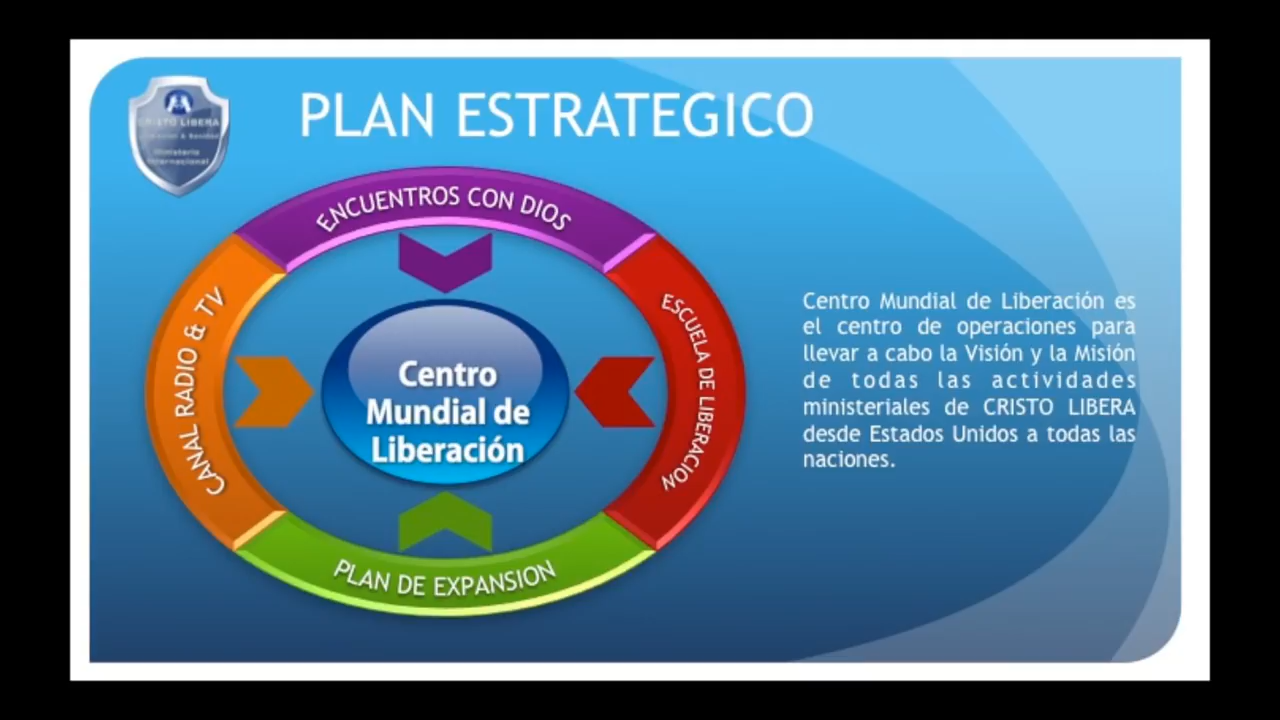 PLAN ESTRATEGICO
CRISTO LIBERA
Ministerio
Internacional
ENCUENTROS CON DIOS
CANAL RADIO & TV
ESCUELA DE LIBERACION
PLAN DE EXPANSION
Centro
Mundial de
Liberación
Centro Mundial de Liberación es
el centro de operaciones para
llevar a cabo la Visión y la Misión
de todas las actividades
ministeriales de CRISTO LIBERA
desde Estados Unidos a todas las
naciones.